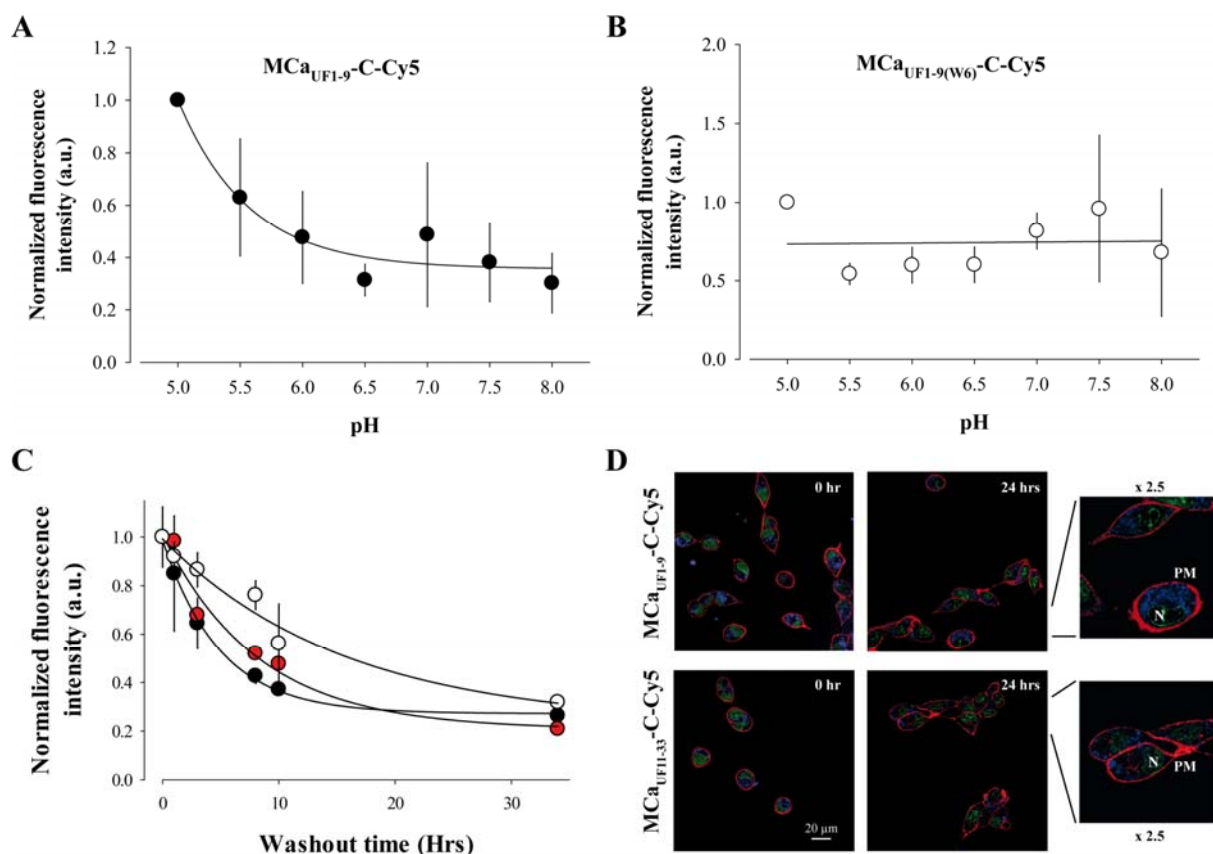 A
MCaUF1-9-C-Cy5
Normalized fluorescence
intensity (a.u.)
1.2
1.0
0.8
0.6
0.4
0.2
0.0
5.0 5.5 6.0 6.5 7.0 7.5 8.0
pH
B
MCaUF1-9(W6)-C-Cy5
Normalized fluorescence
intensity (a.u.)
2.0
1.5
1.0
0.5
0.0
5.0 5.5 6.0 6.5 7.0 7.5 8.0
pH
C
Normalized fluorescence
intensity (a.u.)
1.0
0.8
0.6
0.4
0.2
0.0
0 10 20 30
Washout time (Hrs)
D
MCaUF1-9-C-Cy5
0 hr
24 hrs
x 2.5
PM
N
MCaUF11-33-C-Cy5
0 hr
20 µm
24 hrs
N PM
x 2.5